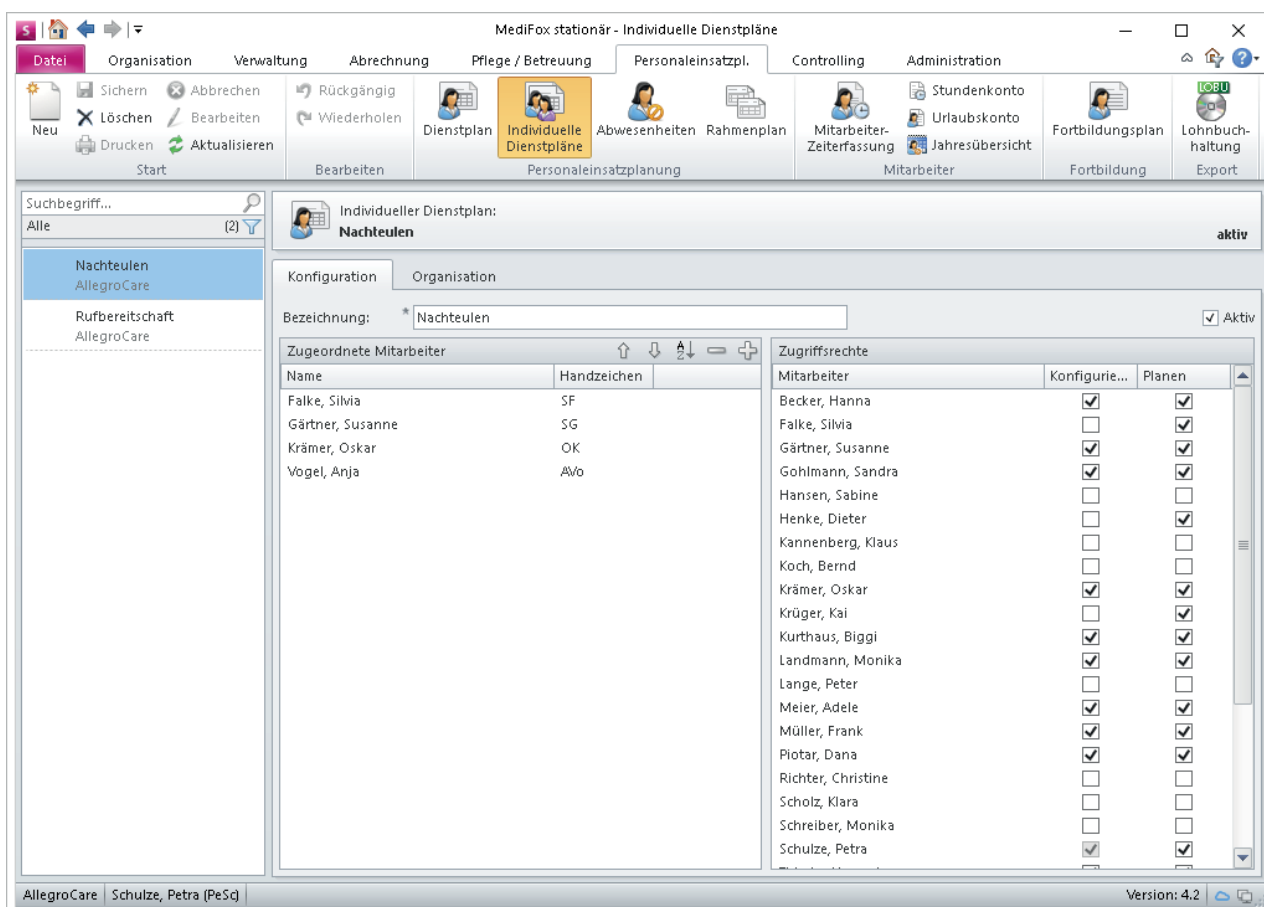 S
MediFox stationär - Individuelle Dienstpläne
Datei Organisation Verwaltung Abrechnung Pflege / Betreuung Personaleinsatzpl. Controlling Administration
Neu
Sichern Abbrechen
Löschen Bearbeiten
Drucken Aktualisieren
Start
Rückgängig
Wiederholen
Bearbeiten
Dienstplan
Individuelle
Dienstpläne
Abwesenheiten
Rahmenplan
Personaleinsatzplanung
Mitarbeiter-
Zeiterfassung
Stundenkonto
Urlaubskonto
Jahresübersicht
Mitarbeiter
Fortbildungsplan
Fortbildung
LOBU
Lohnbuch-
haltung
Export
Suchbegriff...
Alle (2)
Nachteulen
AllegroCare
Rufbereitschaft
AllegroCare
Individueller Dienstplan:
Nachteulen
aktiv
Konfiguration Organisation
Bezeichnung: * Nachteulen Aktiv
Zugeordnete Mitarbeiter
Name Handzeichen
Falke, Silvia SF
Gärtner, Susanne SG
Krämer, Oskar OK
Vogel, Anja AVo
Zugriffsrechte
Mitarbeiter Konfigurie... Planen
Becker, Hanna
Falke, Silvia
Gärtner, Susanne
Gohlmann, Sandra
Hansen, Sabine
Henke, Dieter
Kannenberg, Klaus
Koch, Bernd
Krämer, Oskar
Krüger, Kai
Kurthaus, Biggi
Landmann, Monika
Lange, Peter
Meier, Adele
Müller, Frank
Piotar, Dana
Richter, Christine
Scholz, Klara
Schreiber, Monika
Schulze, Petra
AllegroCare Schulze, Petra (PeSc) Version: 4.2